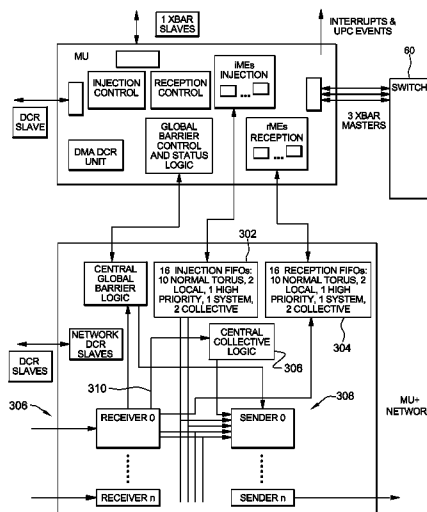 1 XBAR
SLAVES
INTERRUPTS &
UPC EVENTS
MU
INJECTION
CONTROL
RECEPTION
CONTROL
iMEs
INJECTION
...
60
SWITCH
DCR
SLAVE
3 XBAR
MASTERS
DMA DCR
UNIT
GLOBAL
BARRIER
CONTROL
AND STATUS
LOGIC
rMEs
RECEPTION
...
302
CENTRAL
GLOBAL
BARRIER
LOGIC
16 INJECTION FIFOs:
10 NORMAL TORUS, 2
LOCAL, 1 HIGH
PRIORITY, 1 SYSTEM,
2 COLLECTIVE
16 RECEPTION FIFOs:
10 NORMAL TORUS, 2
LOCAL, 1 HIGH
PRIORITY, 1 SYSTEM,
2 COLLECTIVE
304
NETWORK
DCR
SLAVES
DCR
SLAVES
CENTRAL
COLLECTIVE
LOGIC
306
310
306
308
MU+
NETWORK
RECEIVER 0
SENDER 0
RECEIVER n
SENDER n